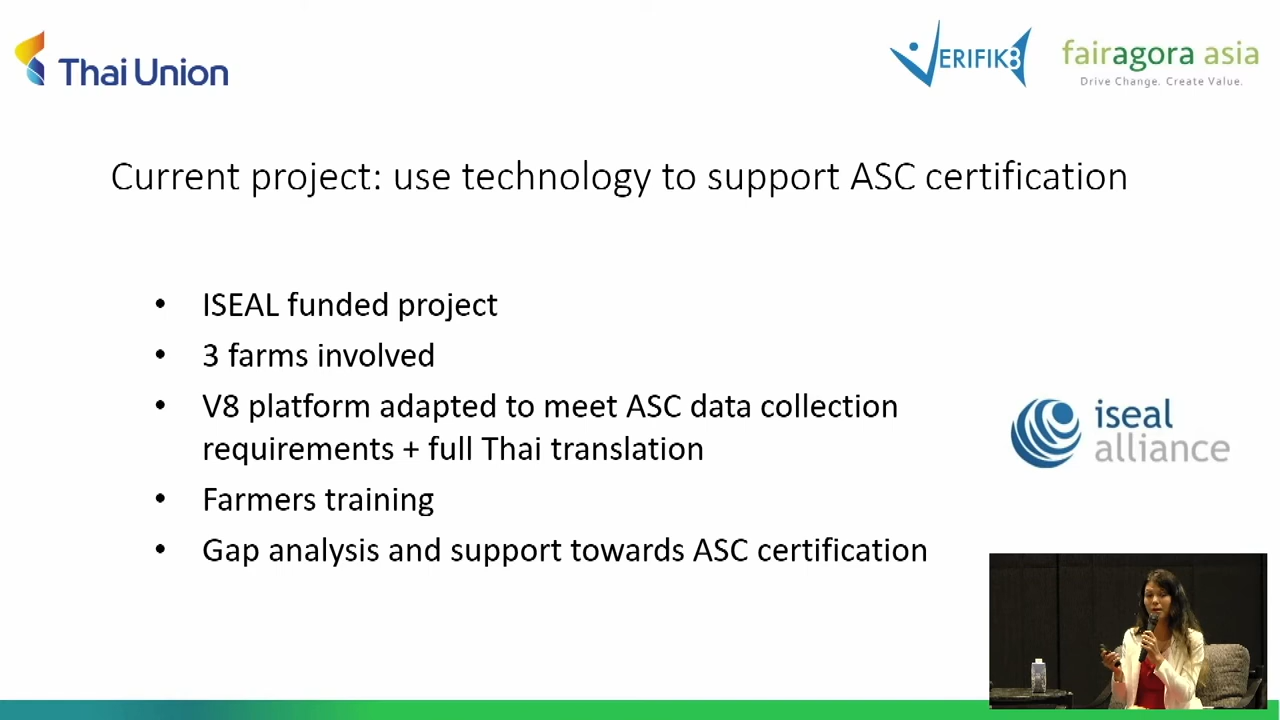 Thai Union
VERIFIK8
fairagora asia
Drive Change. Create Value.
Current project: use technology to support ASC certification
• ISEAL funded project
• 3 farms involved
• V8 platform adapted to meet ASC data collection
requirements + full Thai translation
• Farmers training
• Gap analysis and support towards ASC certification
iseal
alliance